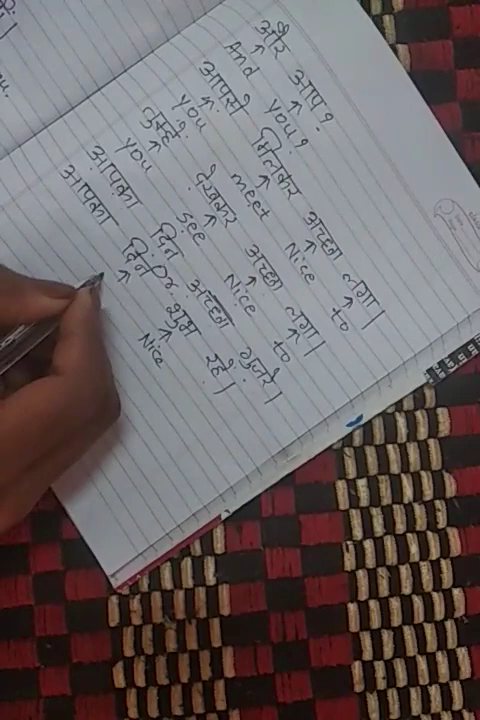 और आप?
And you?
आपसे मिलकर अच्छा लगा।
you meet Nice to
तुम्हें देखकर अच्छा लगा।
you see Nice to
आपका दिन अच्छा गुजरे।
आपका दिन शुभ रहे।
Nice